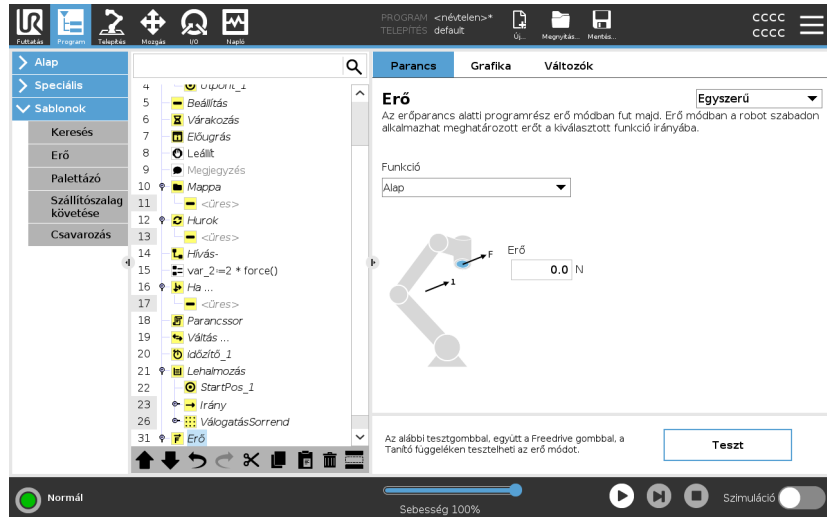 PROGRAM <névtelen>*
TELEPÍTÉS default
CCCC
CCCC
Futtatás
Program
Telepítés
Mozgás
I/O
Napló
Új...
Megnyitás...
Mentés...
Alap
Speciális
Sablonok
Keresés
Erő
Palettázó
Szállítószalag
követése
Csavarozás
4 Útpont_1
5 Beállítás
6 Várakozás
7 Előugrás
8 Leállít
9 Megjegyzés
10 Mappa
11 <üres>
12 Hurok
13 <üres>
14 Hívás-
15 var_2≔2 * force()
16 Ha ...
17 <üres>
18 Parancssor
19 Váltás ...
20 időzítő_1
21 Lehalmozás
22 StartPos_1
23 Irány
26 VálogatásSorrend
31 Erő
Parancs
Grafika
Változók
Erő
Egyszerű
Az erőparancs alatti programrész erő módban fut majd. Erő módban a robot szabadon
alkalmazhat meghatározott erőt a kiválasztott funkció irányába.
Funkció
Alap
F
1
Erő
0.0 N
Az alábbi tesztgombbal, együtt a Freedrive gombbal, a
Tanító függeléken tesztelheti az erő módot.
Teszt
Normál
Sebesség 100%
Szimuláció